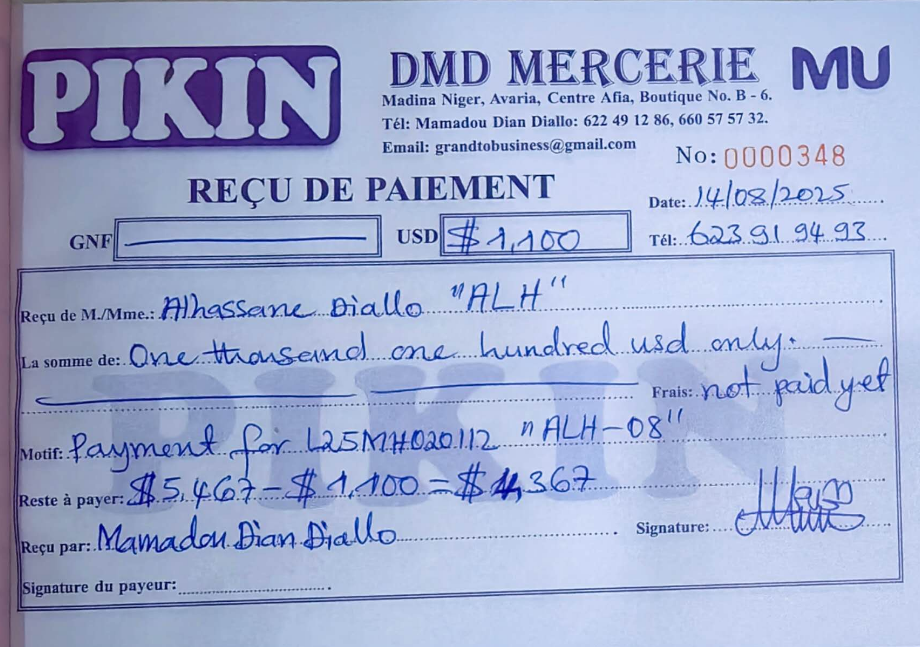 PIKIN
DMD MERCERIE
MU
Madina Niger, Avaria, Centre Afia, Boutique No. B - 6.
Tél: Mamadou Dian Diallo: 622 49 12 86, 660 57 57 32.
Email: grandtobusiness@gmail.com
No: 0000348
REÇU DE PAIEMENT
Date: 14/08/2025
GNF
USD $ 1,100
Tél: 623 91 94 93
Reçu de M./Mme.: Alhassane Diallo "ALH"
La somme de: One thousand one hundred usd only.
Frais: not paid yet
PIKIN
Motif: Payment for L25MH020112 "ALH-08"
Reste à payer: $5,467 - $ 1,100 = $ 4,367
Reçu par: Mamadou Dian Diallo
Signature:
Signature du payeur: